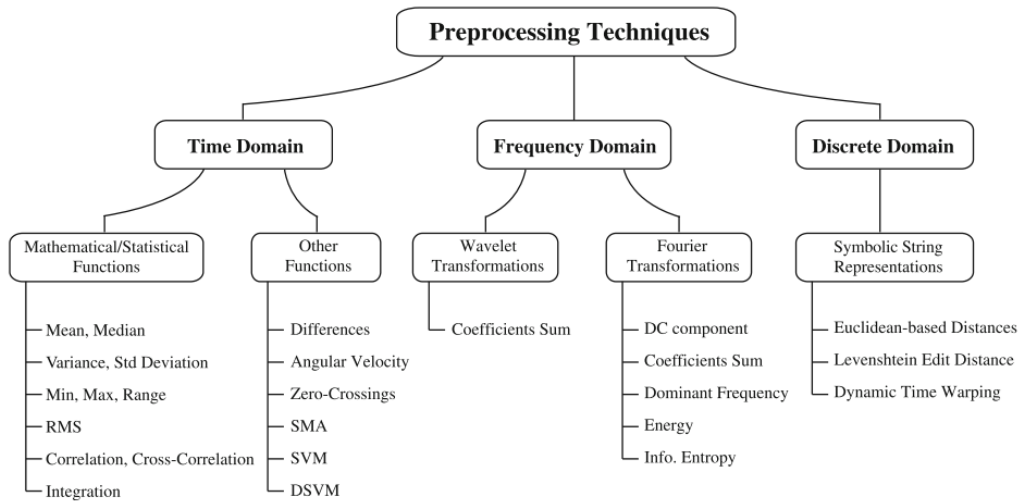 Preprocessing Techniques
Time Domain
Frequency Domain
Discrete Domain
Mathematical/Statistical
Functions
Other
Functions
Wavelet
Transformations
Fourier
Transformations
Symbolic String
Representations
Mean, Median
Variance, Std Deviation
Min, Max, Range
RMS
Correlation, Cross-Correlation
Integration
Differences
Angular Velocity
Zero-Crossings
SMA
SVM
DSVM
Coefficients Sum
DC component
Coefficients Sum
Dominant Frequency
Energy
Info. Entropy
Euclidean-based Distances
Levenshtein Edit Distance
Dynamic Time Warping